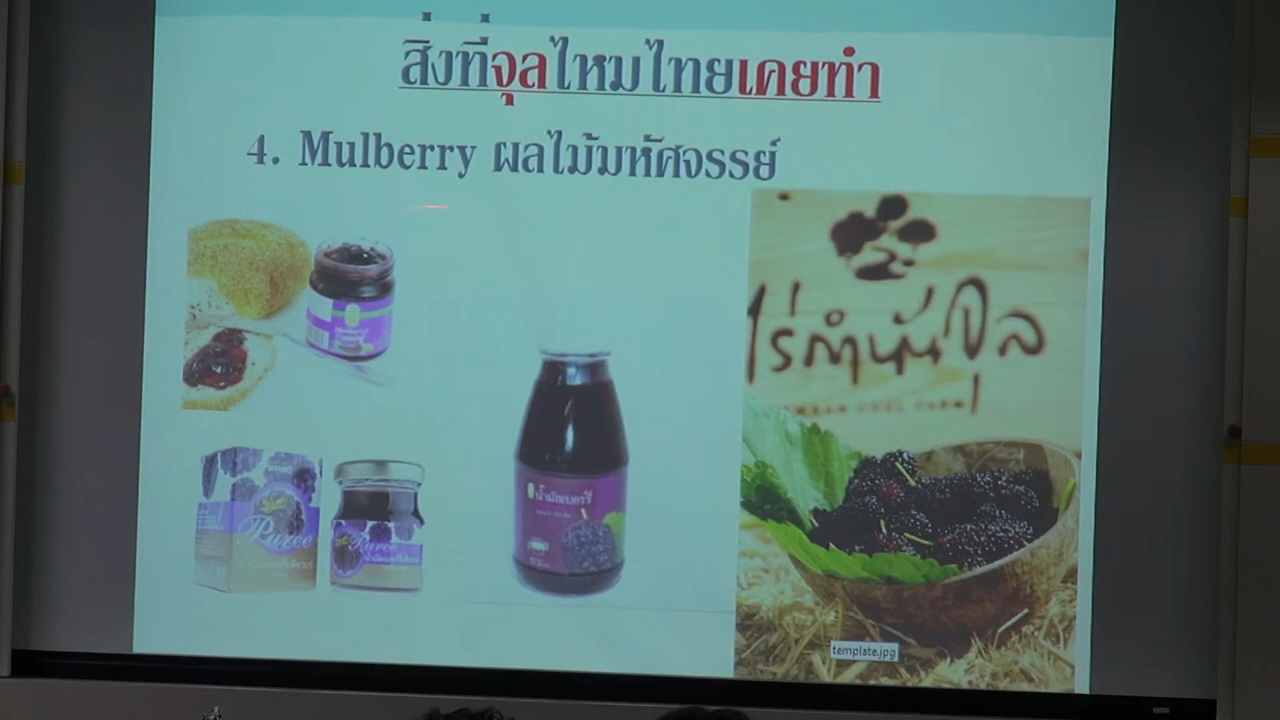 สิ่งที่จุลไหมไทยเคยทำ
4. Mulberry ผลไม้มหัศจรรย์
ไร่กำนันจุล
น้ำมัลเบอร์รี่
Puree
Puree
template.jpg